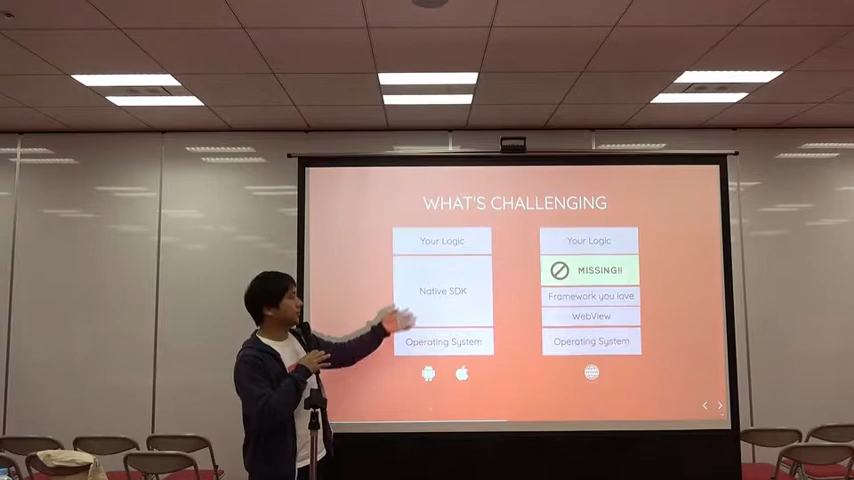 WHAT'S CHALLENGING
Your Logic
Native SDK
Operating System
Your Logic
MISSING!!
Framework you love
WebView
Operating System